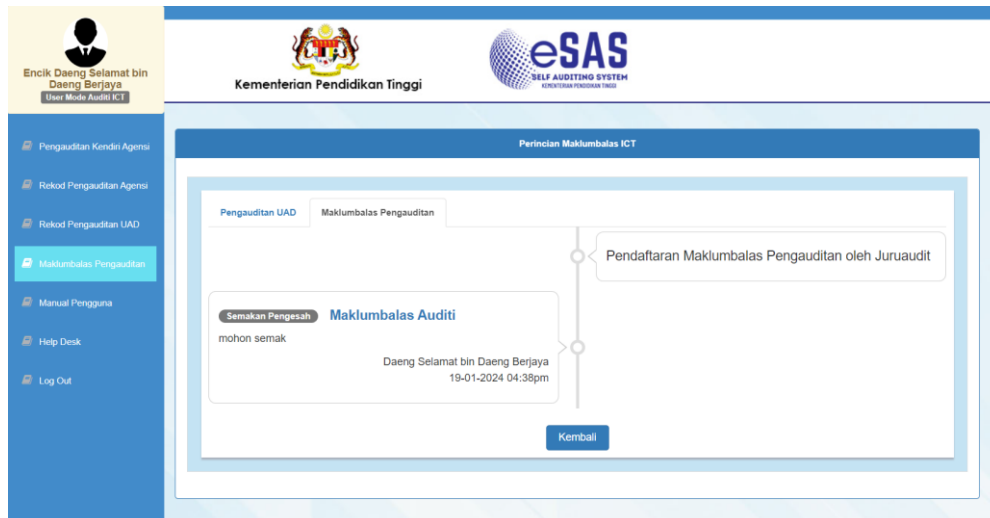 Encik Daeng Selamat bin
Daeng Berjaya
User Mode Auditi ICT
Kementerian Pendidikan Tinggi
eSAS
SELF AUDITING SYSTEM
KEMENTERIAN PENDIDIKAN TINGGI
Pengauditan Kendiri Agensi
Rekod Pengauditan Agensi
Rekod Pengauditan UAD
Maklumbalas Pengauditan
Manual Pengguna
Help Desk
Log Out
Perincian Maklumbalas ICT
Pengauditan UAD
Maklumbalas Pengauditan
Pendaftaran Maklumbalas Pengauditan oleh Juruaudit
Semakan Pengesah Maklumbalas Auditi
mohon semak
Daeng Selamat bin Daeng Berjaya
19-01-2024 04:38pm
Kembali